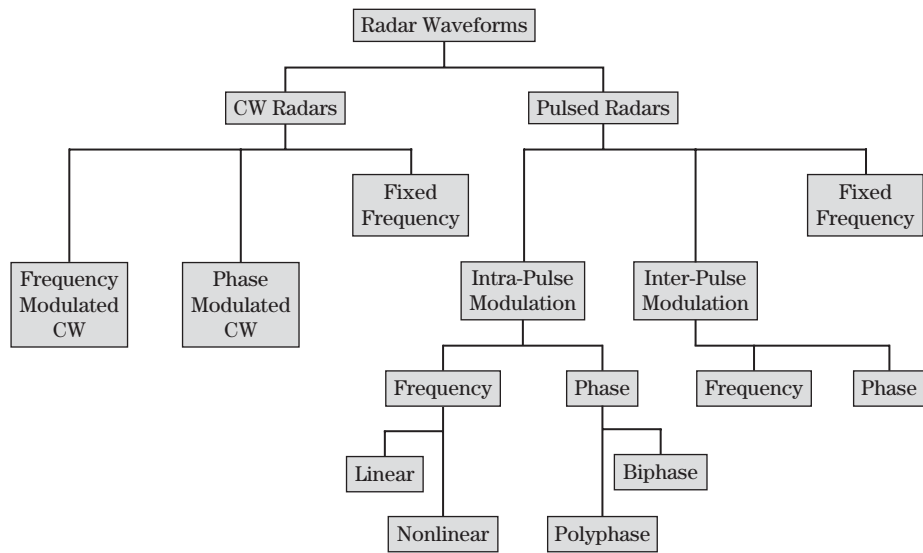 Radar Waveforms
CW Radars
Pulsed Radars
Fixed
Frequency
Fixed
Frequency
Frequency
Modulated
CW
Phase
Modulated
CW
Intra-Pulse
Modulation
Inter-Pulse
Modulation
Frequency
Phase
Frequency
Phase
Linear
Biphase
Nonlinear
Polyphase